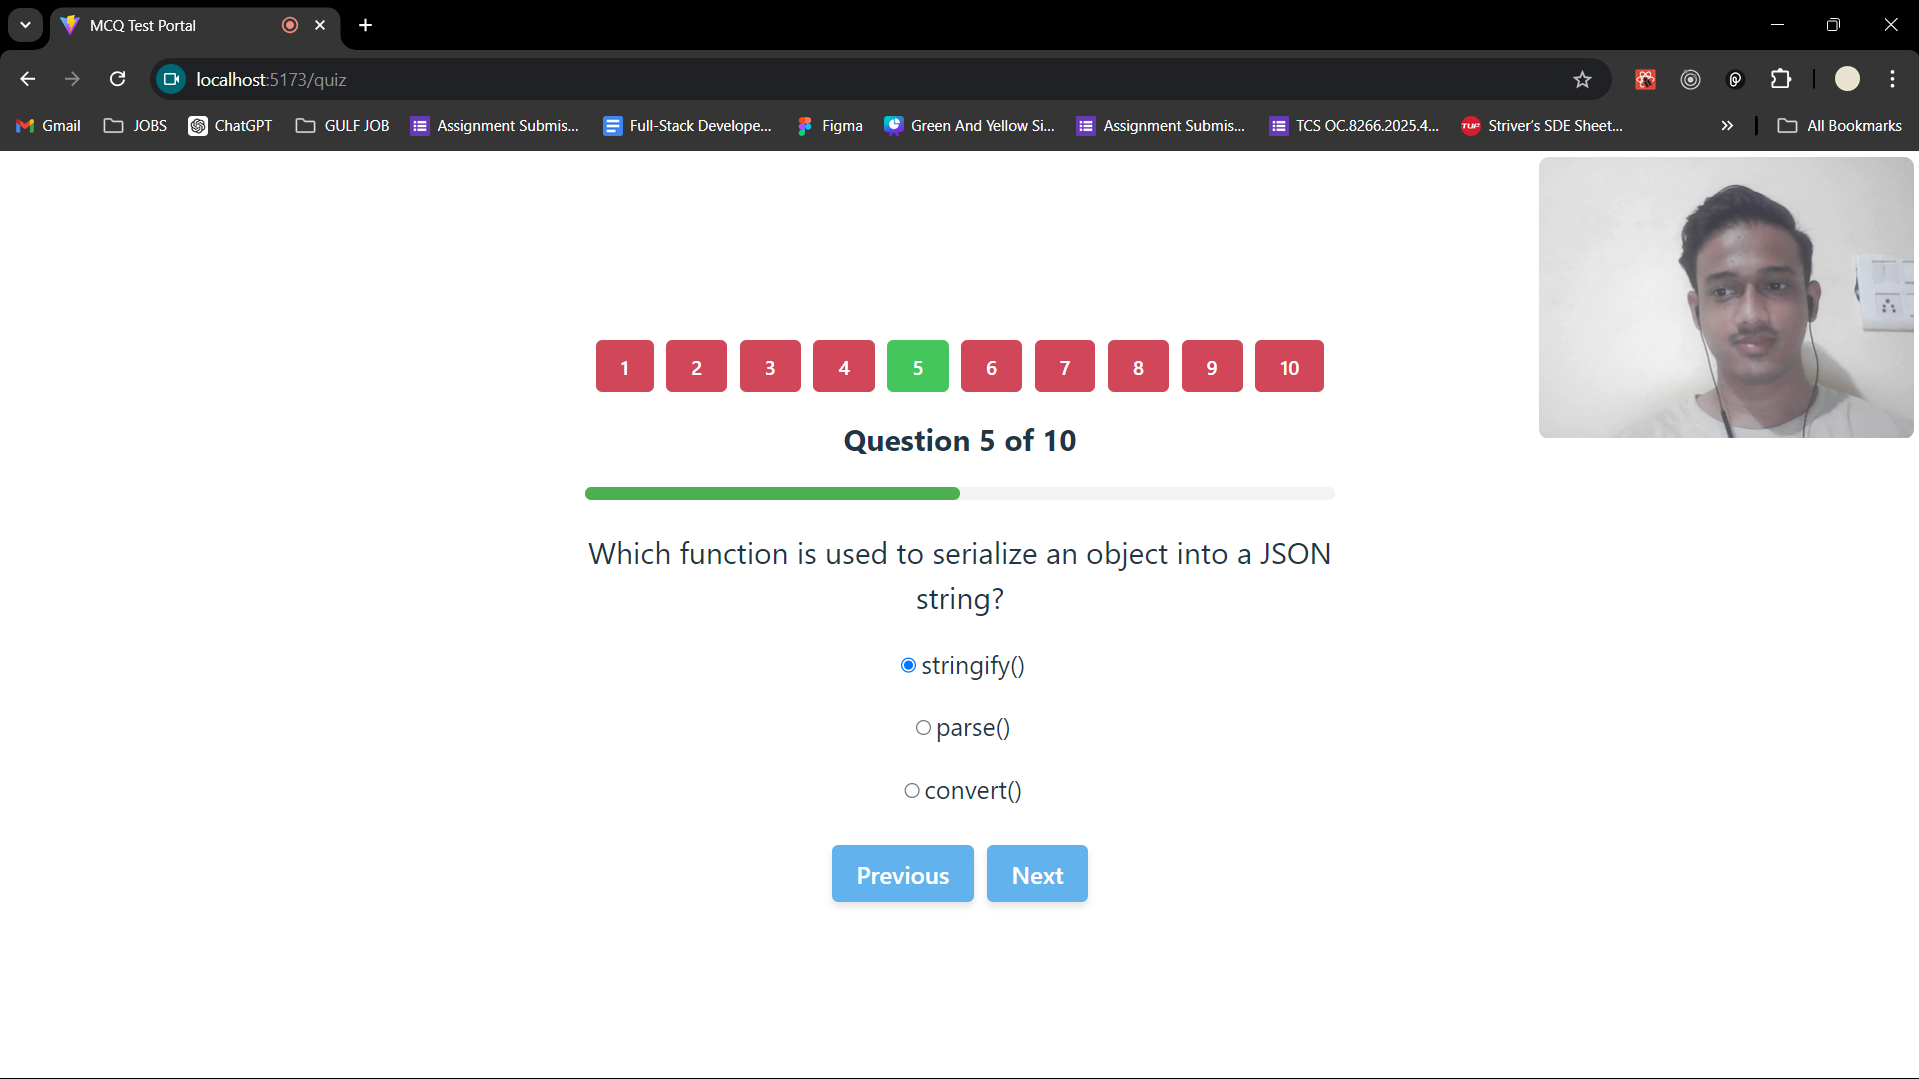 MCQ Test Portal
localhost:5173/quiz
Gmail JOBS ChatGPT GULF JOB Assignment Submis... Full-Stack Develope... Figma Green And Yellow Si... Assignment Submis... TCS OC.8266.2025.4... TUF Striver's SDE Sheet... » All Bookmarks
1 2 3 4 5 6 7 8 9 10
Question 5 of 10
Which function is used to serialize an object into a JSON
string?
stringify()
parse()
convert()
Previous Next